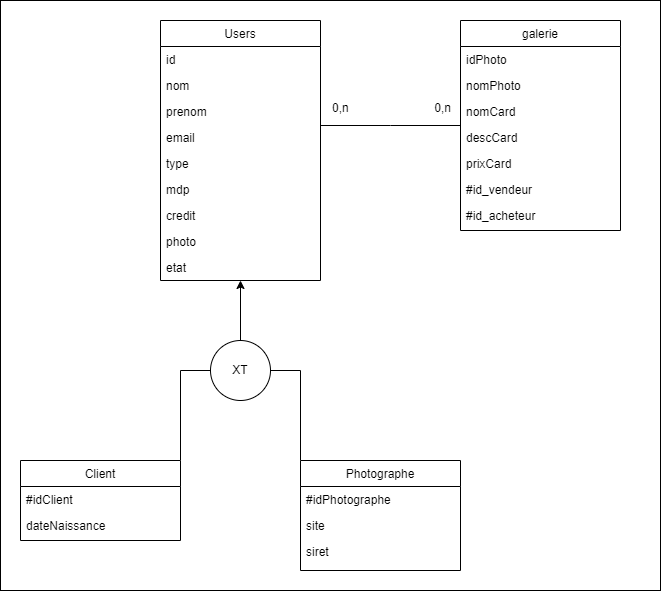 Users
id
nom
prenom
email
type
mdp
credit
photo
etat
0,n
0,n
galerie
idPhoto
nomPhoto
nomCard
descCard
prixCard
#id_vendeur
#id_acheteur
XT
Client
#idClient
dateNaissance
Photographe
#idPhotographe
site
siret